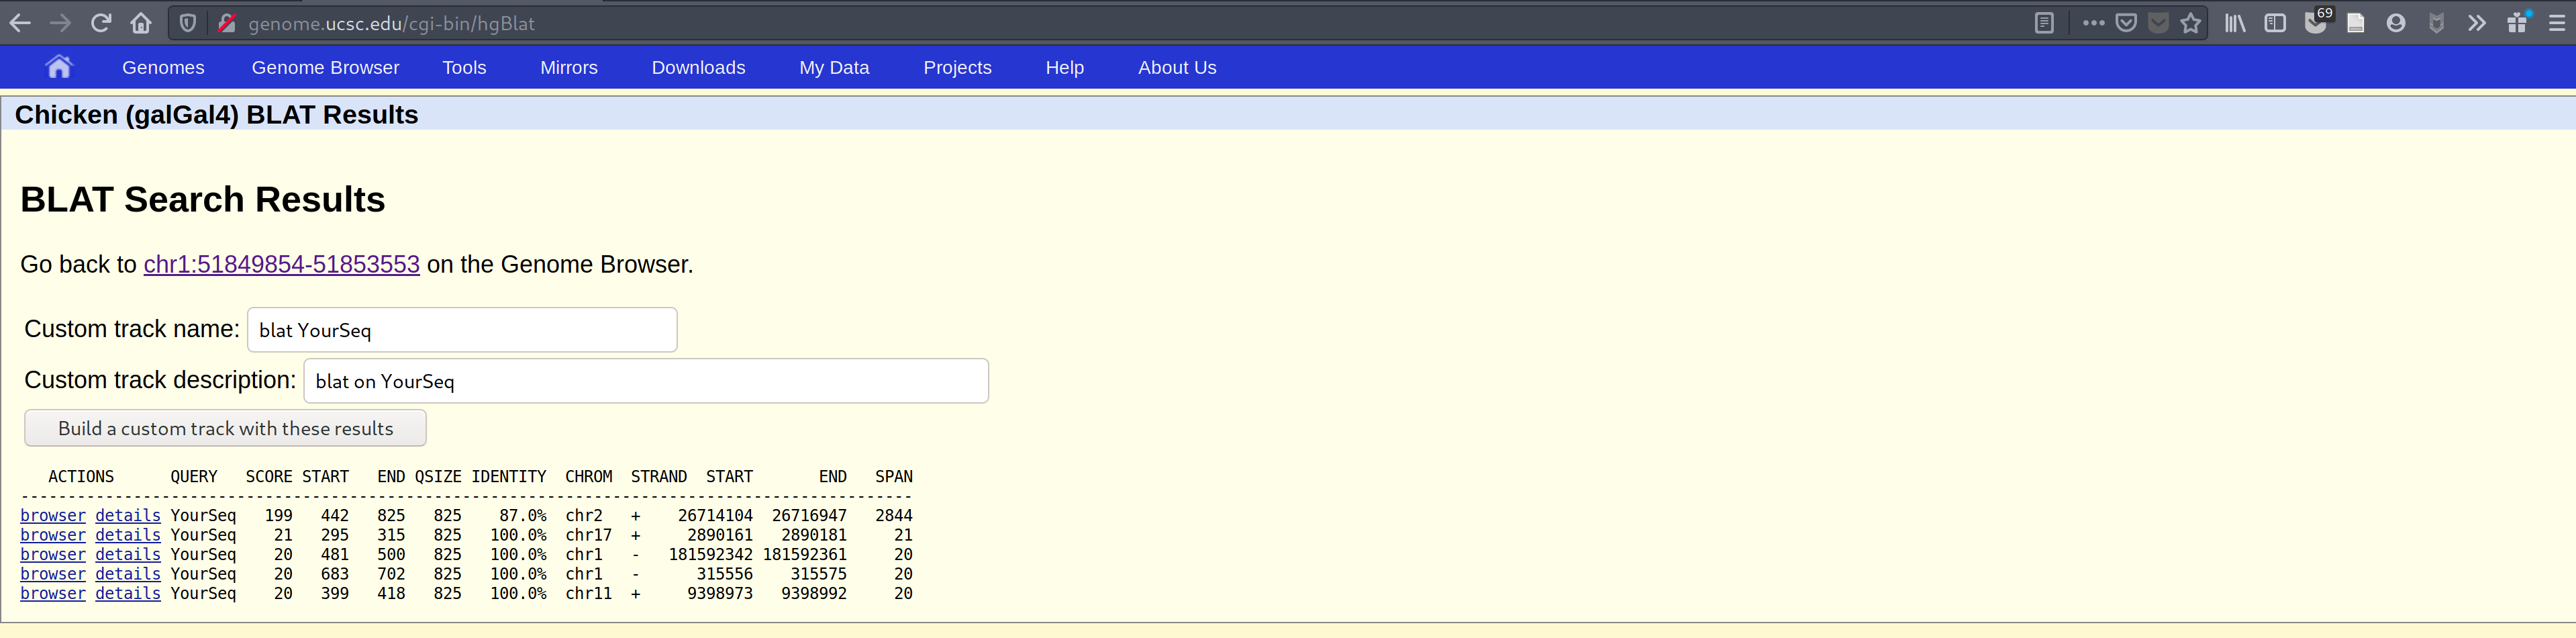 genome.ucsc.edu/cgi-bin/hgBlat 69
Genomes Genome Browser Tools Mirrors Downloads My Data Projects Help About Us
Chicken (galGal4) BLAT Results
BLAT Search Results
Go back to chr1:51849854-51853553 on the Genome Browser.
Custom track name: blat YourSeq
Custom track description: blat on YourSeq
Build a custom track with these results
ACTIONS QUERY SCORE START END QSIZE IDENTITY CHROM STRAND START END SPAN
-----------------------------------------------------------------------------------------------
browser details YourSeq 199 442 825 825 87.0% chr2 + 26714104 26716947 2844
browser details YourSeq 21 295 315 825 100.0% chr17 + 2890161 2890181 21
browser details YourSeq 20 481 500 825 100.0% chr1 - 181592342 181592361 20
browser details YourSeq 20 683 702 825 100.0% chr1 - 315556 315575 20
browser details YourSeq 20 399 418 825 100.0% chr11 + 9398973 9398992 20